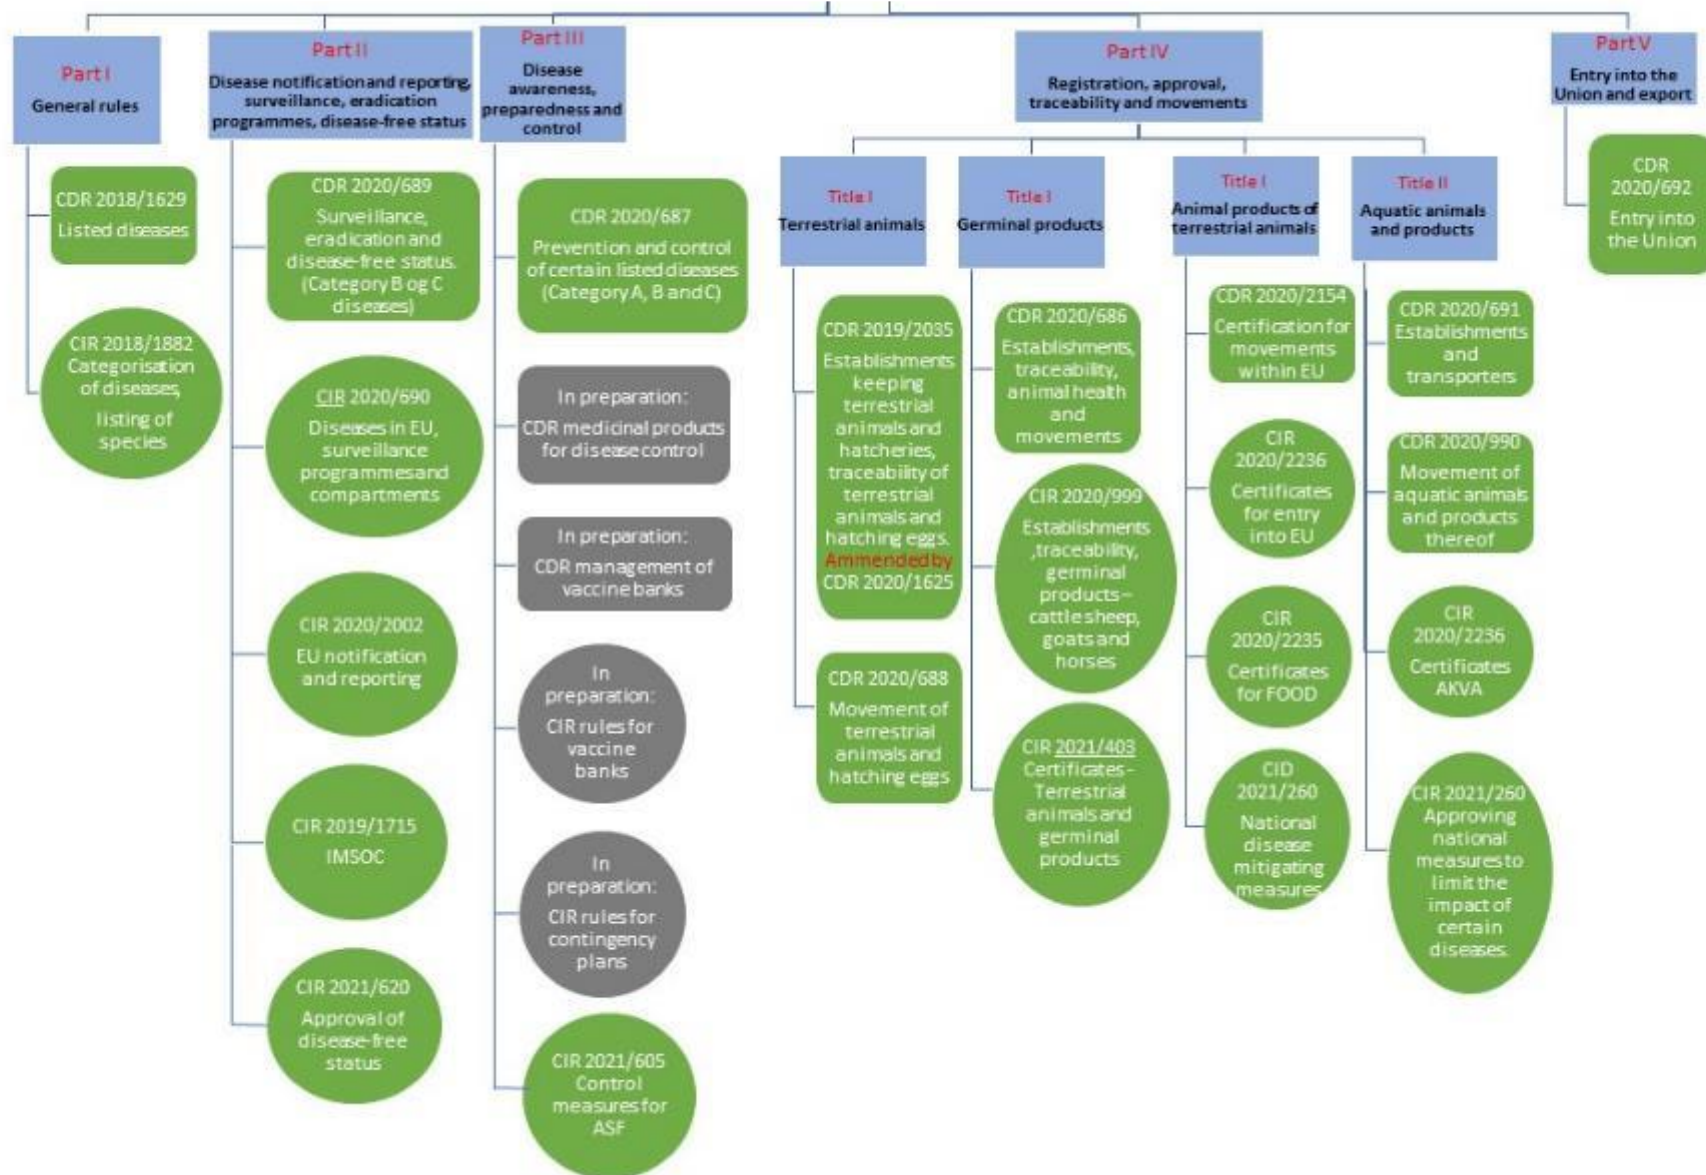 Part I
General rules
CDR 2018/1629
Listed diseases
CIR 2018/1882
Categorisation
of diseases,
listing of
species
Part II
Disease notification and reporting,
surveillance, eradication
programmes, disease-free status
CDR 2020/689
Surveillance,
eradication and
disease-free status.
(Category B og C
diseases)
CIR 2020/690
Diseases in EU,
surveillance
programmes and
compartments
CIR 2020/2002
EU notification
and reporting
CIR 2019/1715
IMSOC
CIR 2021/620
Approval of
disease-free
status
Part III
Disease
awareness,
preparedness and
control
CDR 2020/687
Prevention and control
of certain listed diseases
(Category A, B and C)
In preparation:
CDR medicinal products
for disease control
In preparation:
CDR management of
vaccine banks
In
preparation:
CIR rules for
vaccine
banks
In
preparation:
CIR rules for
contingency
plans
CIR 2021/605
Control
measures for
ASF
Part IV
Registration, approval,
traceability and movements
Title I
Terrestrial animals
CDR 2019/2035
Establishments
keeping
terrestrial
animals and
hatcheries,
traceability of
terrestrial
animals and
hatching eggs.
Ammended by
CDR 2020/1625
CDR 2020/688
Movement of
terrestrial
animals and
hatching eggs
Title I
Germinal products
CDR 2020/686
Establishments,
traceability,
animal health
and
movements
CIR 2020/999
Establishments
,traceability,
germinal
products –
cattle sheep,
goats and
horses
CIR 2021/403
Certificates -
Terrestrial
animals and
germinal
products
Title I
Animal products of
terrestrial animals
CDR 2020/2154
Certification for
movements
within EU
CIR
2020/2236
Certificates
for entry
into EU
CIR
2020/2235
Certificates
for FOOD
CID
2021/260
National
disease
mitigating
measures
Title II
Aquatic animals
and products
CDR 2020/691
Establishments
and
transporters
CDR 2020/990
Movement of
aquatic animals
and products
thereof
CIR
2020/2236
Certificates
AKVA
CIR 2021/260
Approving
national
measures to
limit the
impact of
certain
diseases.
Part V
Entry into the
Union and export
CDR
2020/692
Entry into
the Union